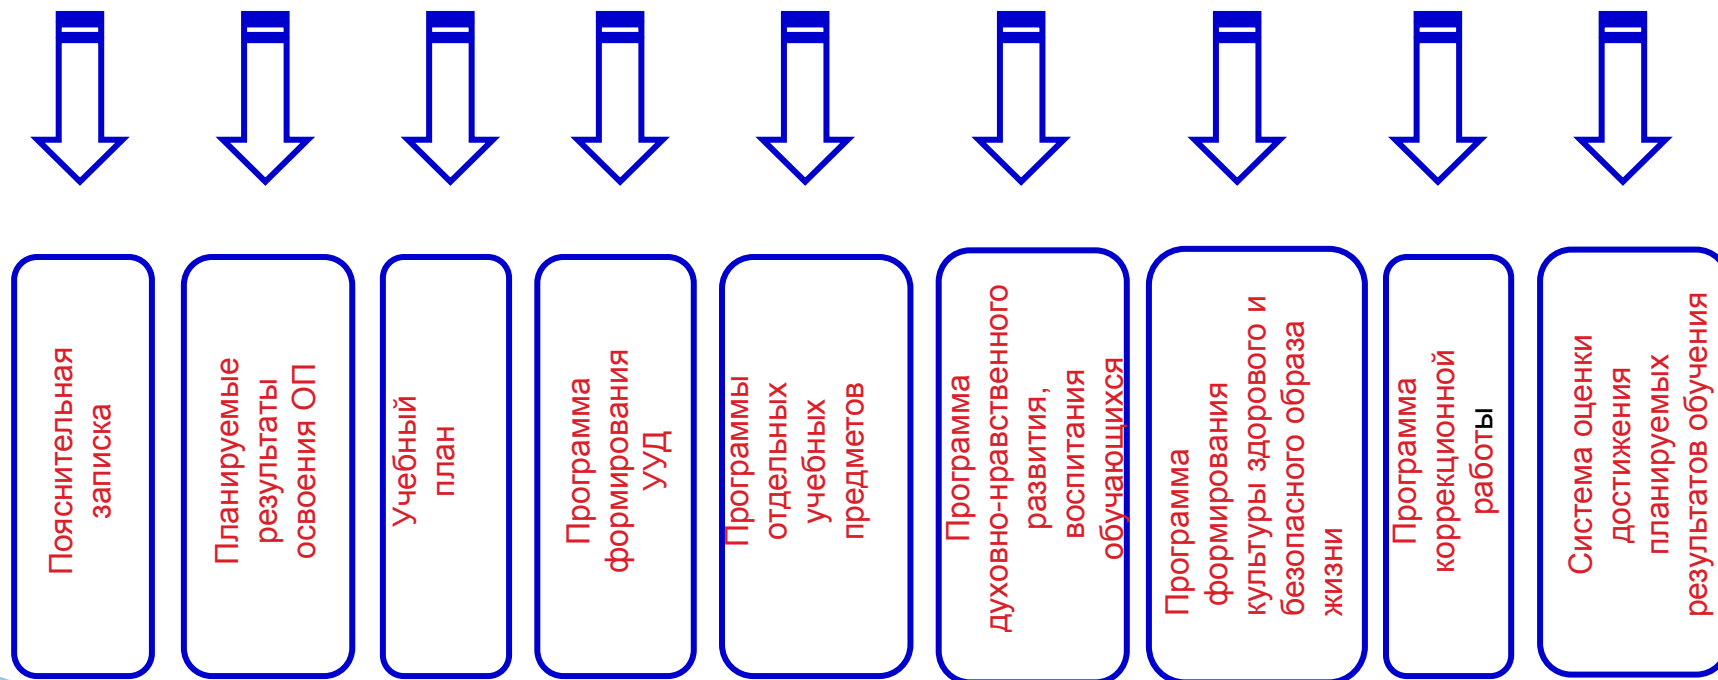 Пояснительная
записка
Планируемые
результаты
освоения ОП
Учебный
план
Программа
формирования
УУД
Программы
отдельных
учебных
предметов
Программа
духовно-нравственного
развития,
воспитания
обучающихся
Программа
формирования
культуры здорового и
безопасного образа
жизни
Программа
коррекционной
работы
Система оценки
достижения
планируемых
результатов обучения